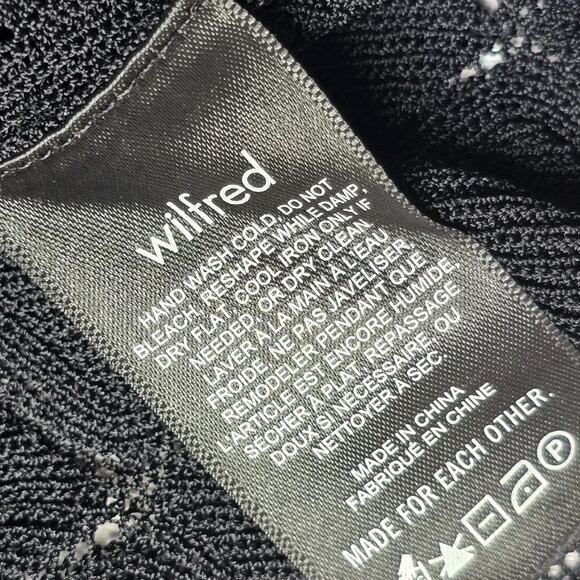 wilfred
HAND WASH COLD, DO NOT
BLEACH, RESHAPE WHILE DAMP,
DRY FLAT, COOL IRON ONLY IF
NEEDED, OR DRY CLEAN
LAVER À LA MAIN À L'EAU
FROIDE, NE PAS JAVELISER,
REMODELER PENDANT QUE
L'ARTICLE EST ENCORE HUMIDE,
SÉCHER À PLAT, REPASSAGE
DOUX SI NÉCESSAIRE, OU
NETTOYER À SEC
MADE IN CHINA
FABRIQUÉ EN CHINE
MADE FOR EACH OTHER.
P